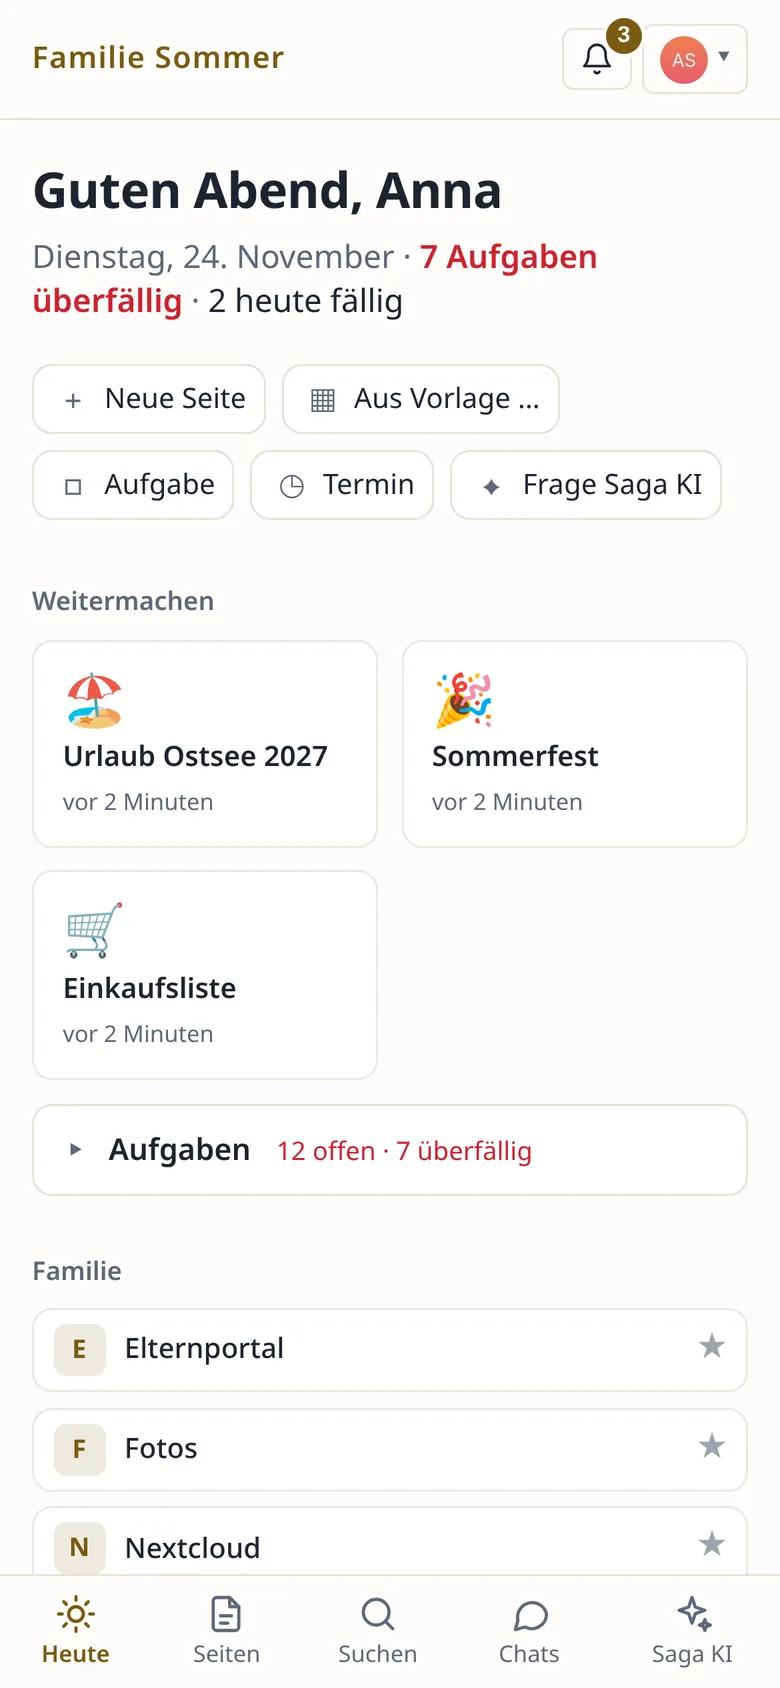 Familie Sommer
3
AS
Guten Abend, Anna
Dienstag, 24. November · 7 Aufgaben
überfällig · 2 heute fällig
+ Neue Seite
Aus Vorlage ...
Aufgabe
Termin
Frage Saga KI
Weitermachen
Urlaub Ostsee 2027
vor 2 Minuten
Sommerfest
vor 2 Minuten
Einkaufsliste
vor 2 Minuten
Aufgaben 12 offen · 7 überfällig
Familie
E Elternportal
F Fotos
N Nextcloud
Heute
Seiten
Suchen
Chats
Saga KI